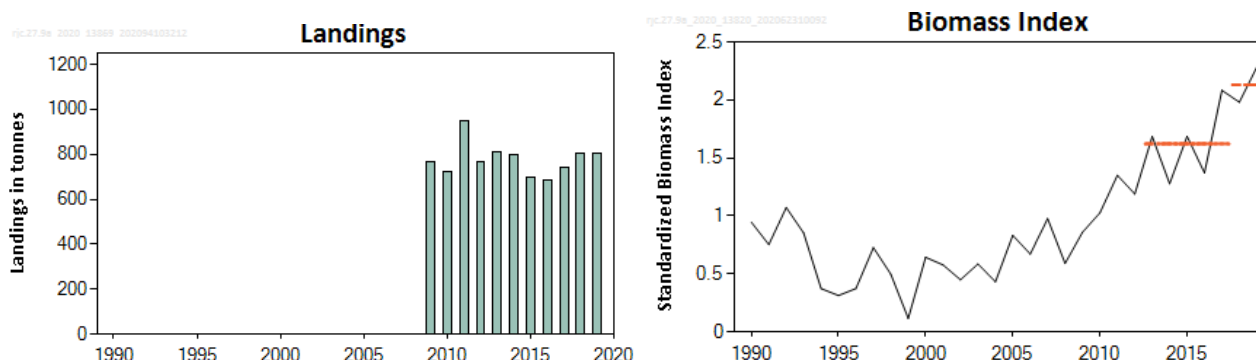 rjc.27.9a_2020_13869_202094103212
Landings
Landings in tonnes
1200
1000
800
600
400
200
0
1990 1995 2000 2005 2010 2015 2020
rjc.27.9a_2020_13820_202062310092
Biomass Index
Standardized Biomass Index
2.5
2
1.5
1
0.5
0
1990 1995 2000 2005 2010 2015